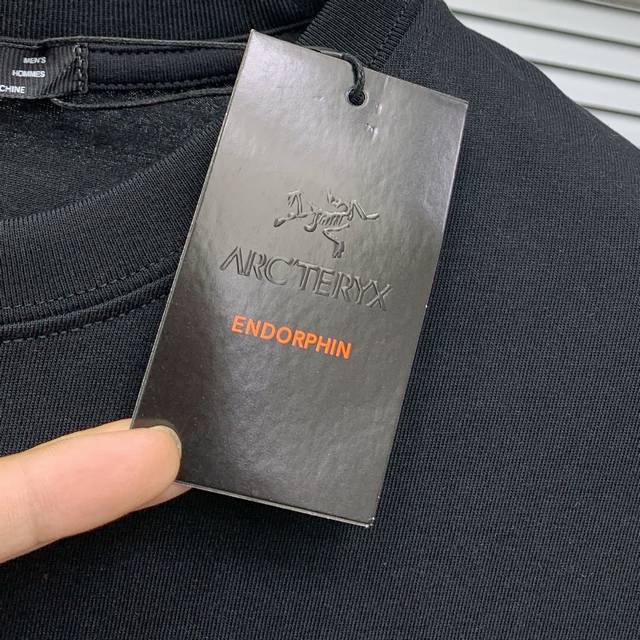 MEN'S
HOMMES
CHINE
ARC'TERYX
ENDORPHIN